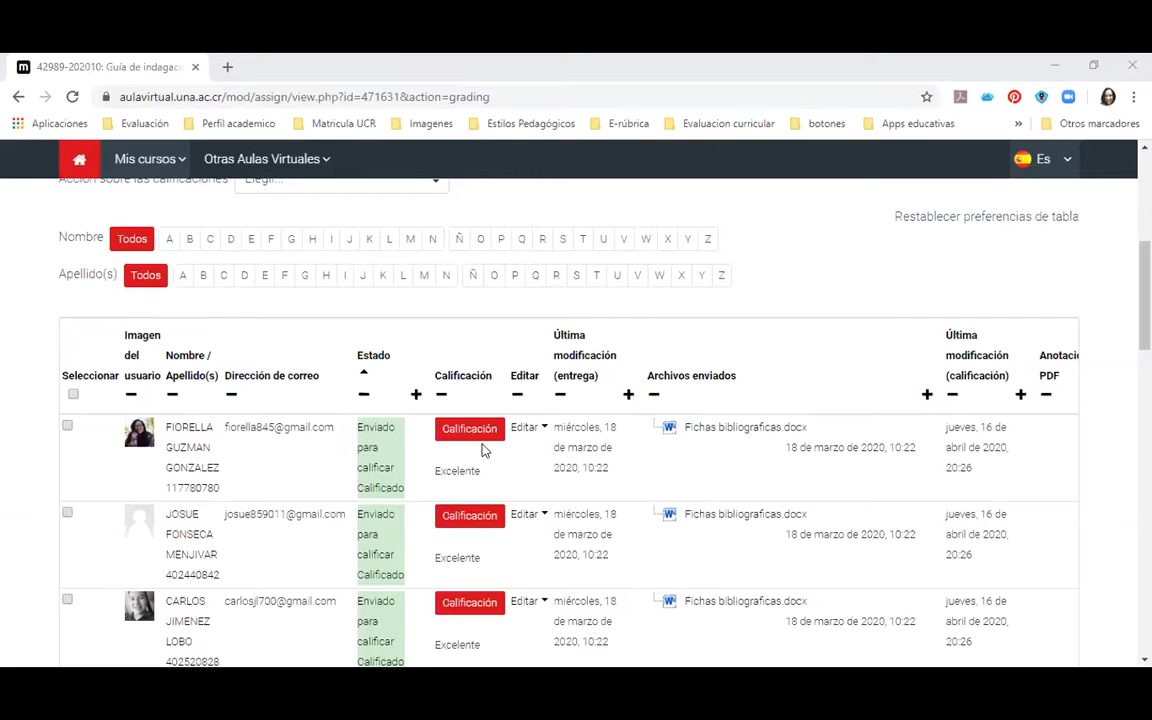 42989-202010: Guía de indagac
aulavirtual.una.ac.cr/mod/assign/view.php?id=471631&action=grading
Aplicaciones Evaluación Perfil academico Matricula UCR Imagenes Estilos Pedagógicos E-rúbrica Evaluacion curricular botones Apps educativas » Otros marcadores
Mis cursos Otras Aulas Virtuales Es
Acción sobre las calificaciones Elegir...
Restablecer preferencias de tabla
Nombre Todos A B C D E F G H I J K L M N Ñ O P Q R S T U V W X Y Z
Apellido(s) Todos A B C D E F G H I J K L M N Ñ O P Q R S T U V W X Y Z
Imagen Última Última
del Nombre / Estado modificación modificación Anotacio
Seleccionar usuario Apellido(s) Dirección de correo Calificación Editar (entrega) Archivos enviados (calificación) PDF
FIORELLA fiorella845@gmail.com Enviado Calificación Editar miércoles, 18 Fichas bibliograficas.docx jueves, 16 de
GUZMAN para de marzo de 18 de marzo de 2020, 10:22 abril de 2020,
GONZALEZ calificar Excelente 2020, 10:22 20:26
117780780 Calificado
JOSUE josue859011@gmail.com Enviado Calificación Editar miércoles, 18 Fichas bibliograficas.docx jueves, 16 de
FONSECA para de marzo de 18 de marzo de 2020, 10:22 abril de 2020,
MENJIVAR calificar Excelente 2020, 10:22 20:26
402440842 Calificado
CARLOS carlosjl700@gmail.com Enviado Calificación Editar miércoles, 18 Fichas bibliograficas.docx jueves, 16 de
JIMENEZ para de marzo de 18 de marzo de 2020, 10:22 abril de 2020,
LOBO calificar Excelente 2020, 10:22 20:26
402520828 Calificado